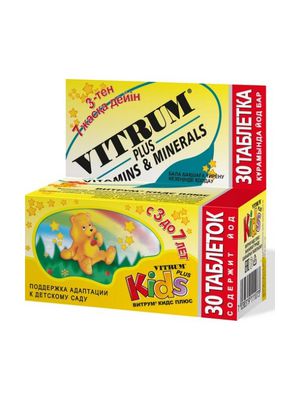 3-тен
7-жасқа дейін
VITRUM®
PLUS
VITAMINS & MINERALS
30 ТАБЛЕТКА
ҚҰРАМЫНДА ЙОД БАР
с 3 до 7 лет
VITRUM®
PLUS
Kids
ВИТРУМ® КИДС ПЛЮС
ПОДДЕРЖКА АДАПТАЦИИ
К ДЕТСКОМУ САДУ
30 ТАБЛЕТОК
СОДЕРЖИТ ЙОД